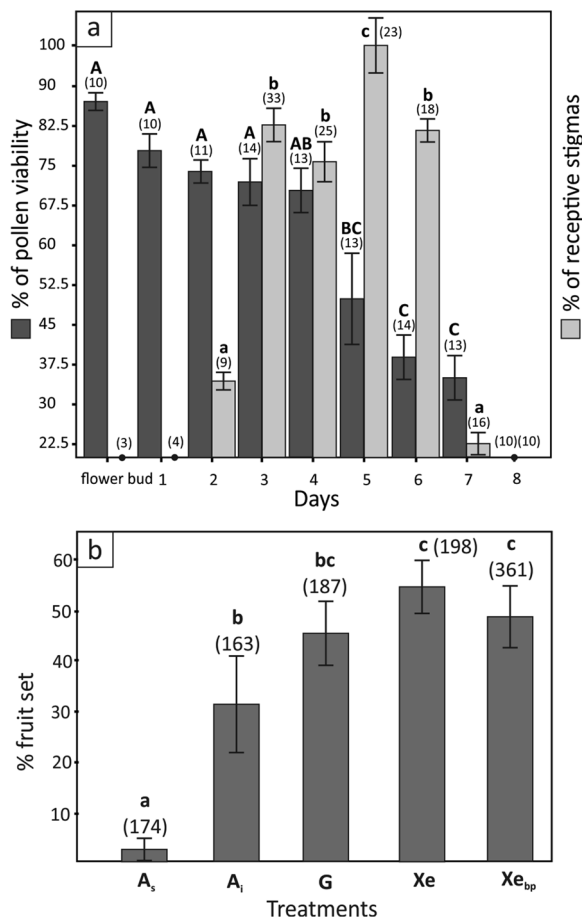 a
% of pollen viability
% of receptive stigmas
100
90
82.5
75
67.5
60
52.5
45
37.5
30
22.5
A
(10)
(3)
A
(10)
(4)
A
(11)
a
(9)
A
(14)
b
(33)
AB
(13)
b
(25)
BC
(13)
c (23)
C
(14)
b
(18)
C
(13)
a
(16)
(10)(10)
flower bud 1 2 3 4 5 6 7 8
Days
b
% fruit set
60
50
40
30
20
10
a
(174)
b
(163)
bc
(187)
c (198)
c
(361)
As Ai G Xe Xebp
Treatments